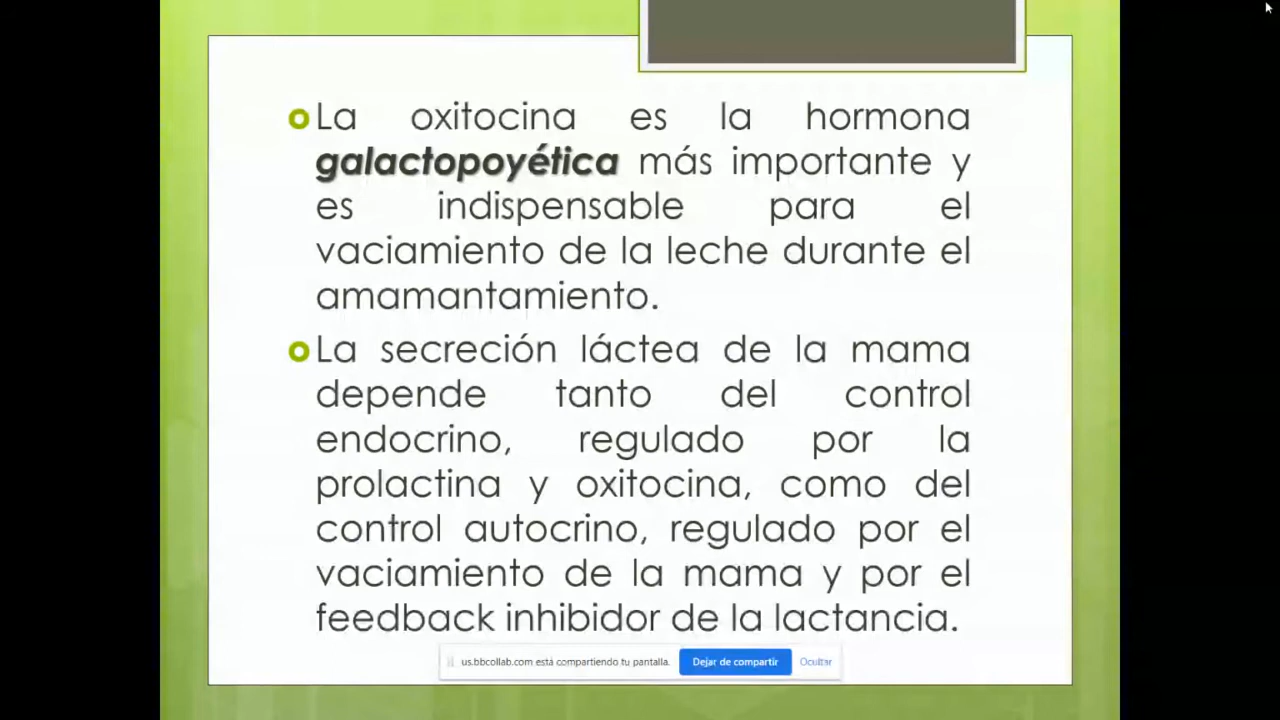 La oxitocina es la hormona
galactopoyética más importante y
es indispensable para el
vaciamiento de la leche durante el
amamantamiento.
La secreción láctea de la mama
depende tanto del control
endocrino, regulado por la
prolactina y oxitocina, como del
control autocrino, regulado por el
vaciamiento de la mama y por el
feedback inhibidor de la lactancia.
us.bbcollab.com está compartiendo tu pantalla. Dejar de compartir Ocultar